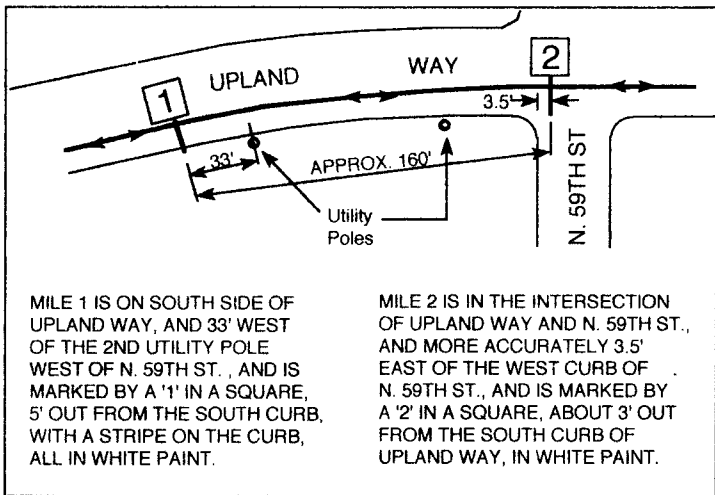 UPLAND WAY
1
2
3.5'
33'
APPROX. 160'
N. 59TH ST
Utility
Poles
MILE 1 IS ON SOUTH SIDE OF
UPLAND WAY, AND 33' WEST
OF THE 2ND UTILITY POLE
WEST OF N. 59TH ST. , AND IS
MARKED BY A '1' IN A SQUARE,
5' OUT FROM THE SOUTH CURB,
WITH A STRIPE ON THE CURB,
ALL IN WHITE PAINT.
MILE 2 IS IN THE INTERSECTION
OF UPLAND WAY AND N. 59TH ST.,
AND MORE ACCURATELY 3.5'
EAST OF THE WEST CURB OF
N. 59TH ST., AND IS MARKED BY
A '2' IN A SQUARE, ABOUT 3' OUT
FROM THE SOUTH CURB OF
UPLAND WAY, IN WHITE PAINT.